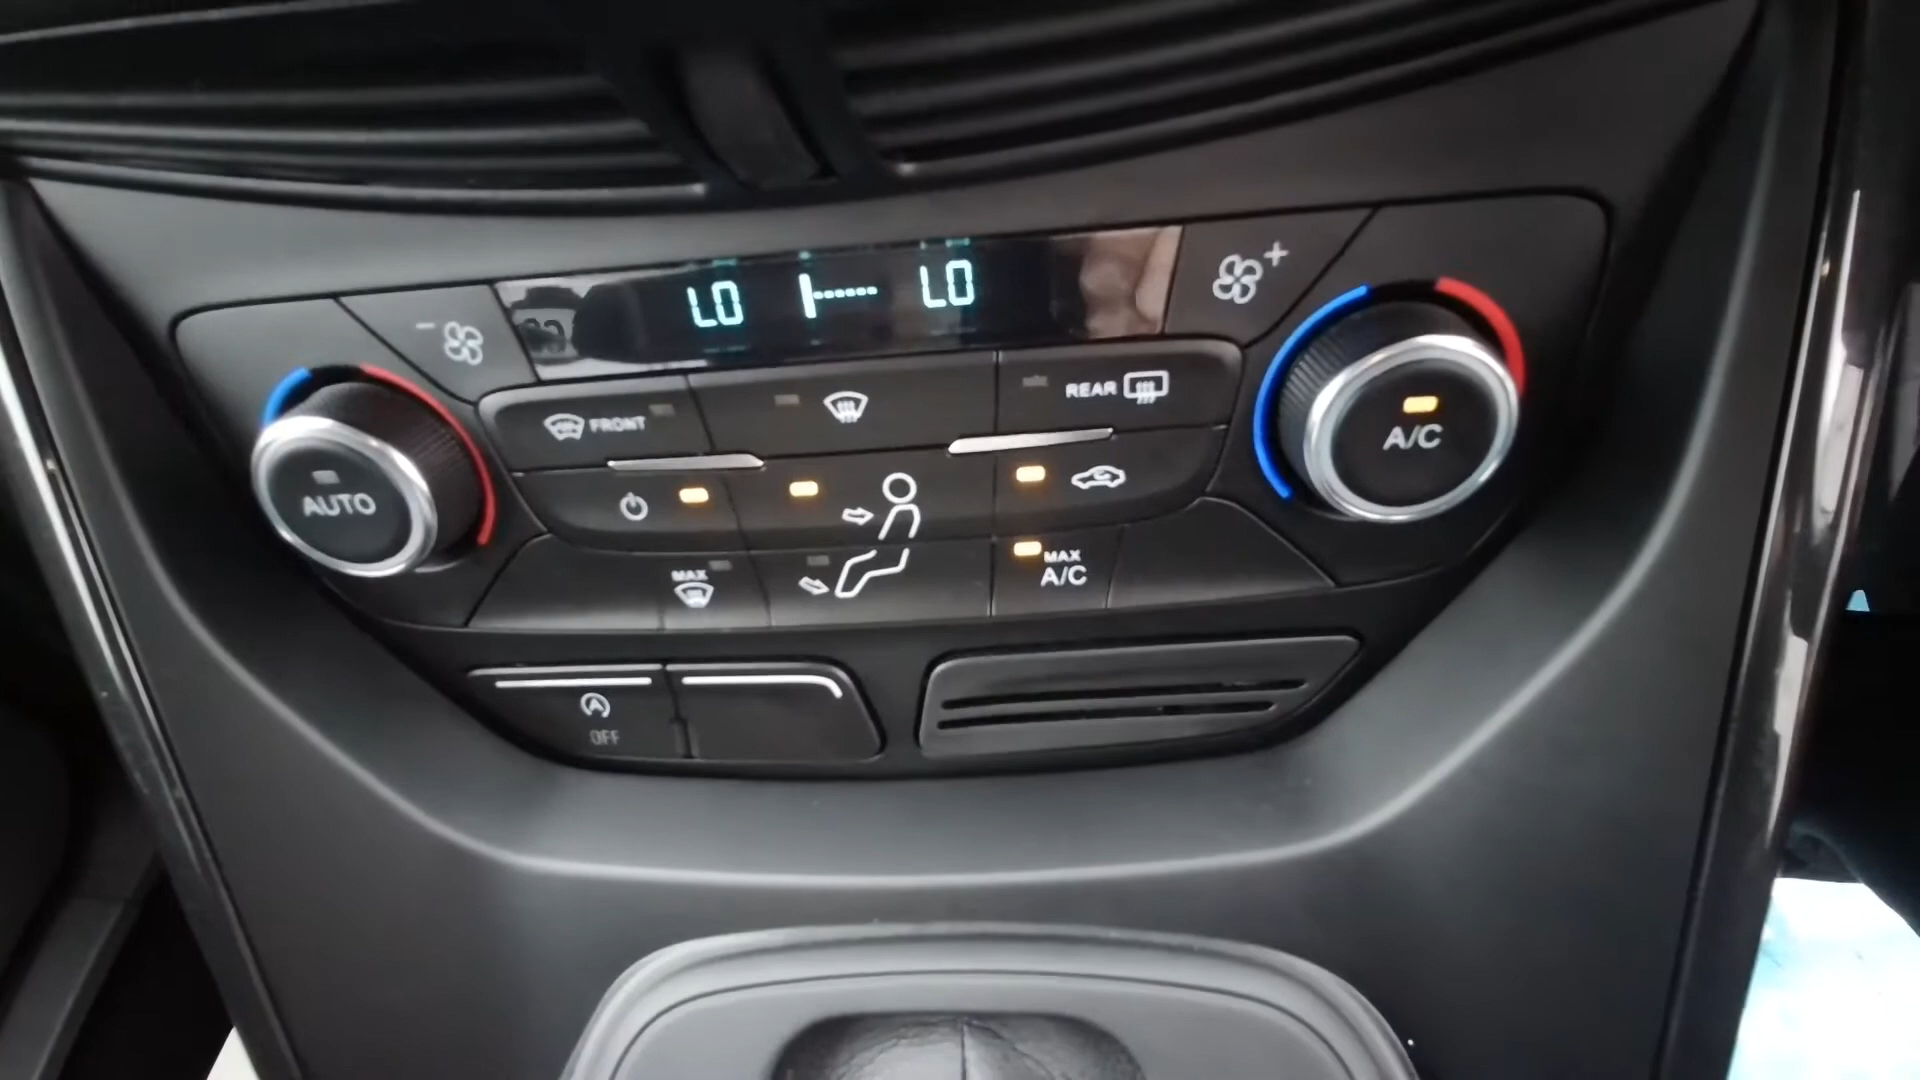 LO LO
FRONT
REAR
AUTO
A/C
MAX
MAX
A/C
A
OFF